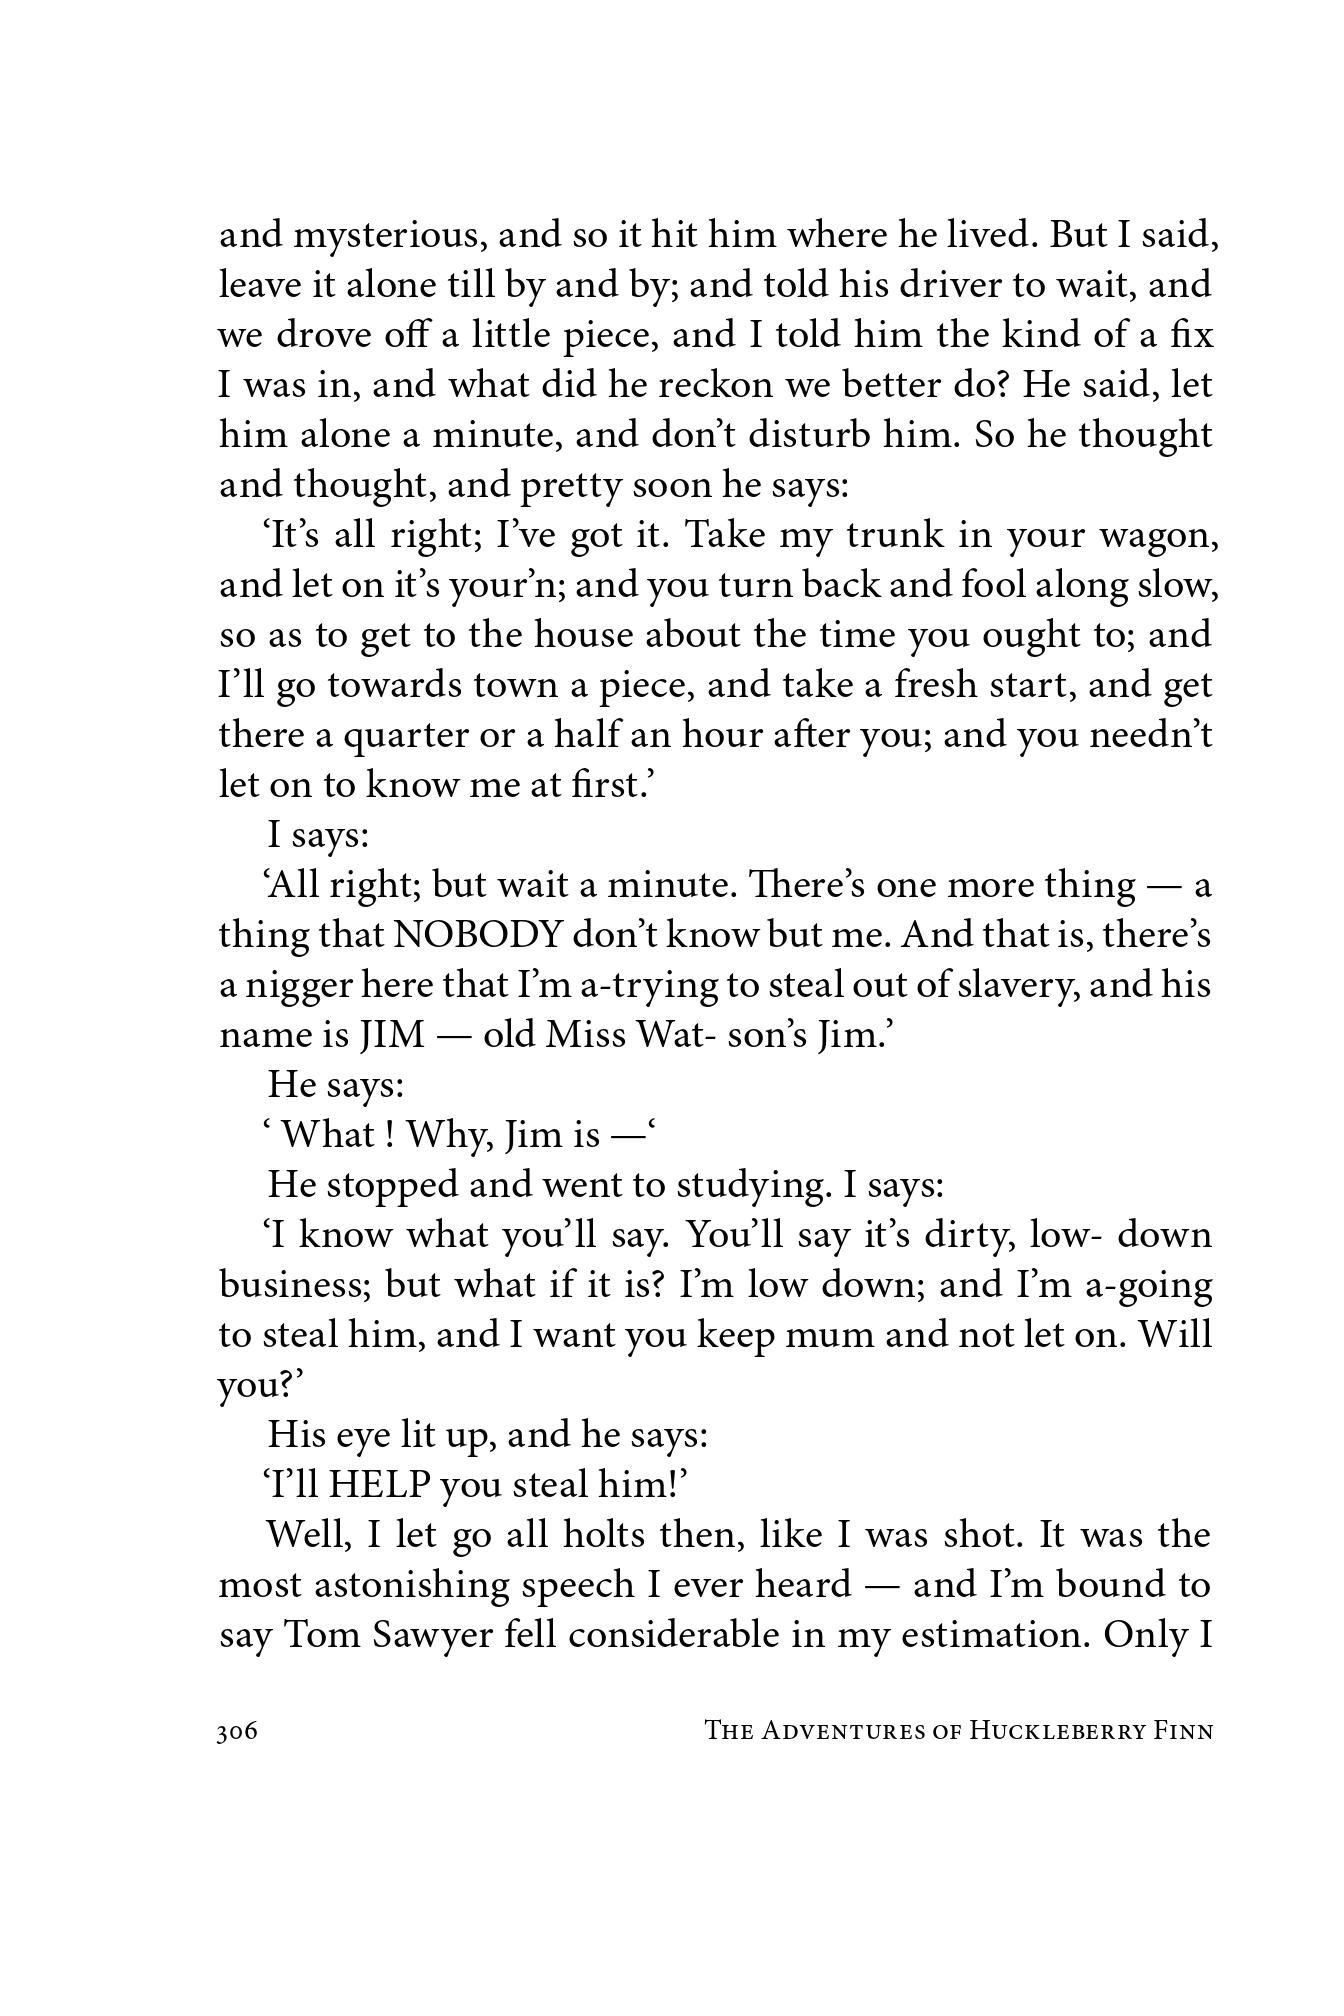 and mysterious, and so it hit him where he lived. But I said,
leave it alone till by and by; and told his driver to wait, and
we drove off a little piece, and I told him the kind of a fix
I was in, and what did he reckon we better do? He said, let
him alone a minute, and don’t disturb him. So he thought
and thought, and pretty soon he says:
‘It’s all right; I’ve got it. Take my trunk in your wagon,
and let on it’s your’n; and you turn back and fool along slow,
so as to get to the house about the time you ought to; and
I’ll go towards town a piece, and take a fresh start, and get
there a quarter or a half an hour after you; and you needn’t
let on to know me at first.’
I says:
‘All right; but wait a minute. There’s one more thing — a
thing that NOBODY don’t know but me. And that is, there’s
a nigger here that I’m a-trying to steal out of slavery, and his
name is JIM — old Miss Wat- son’s Jim.’
He says:
‘ What ! Why, Jim is —‘
He stopped and went to studying. I says:
‘I know what you’ll say. You’ll say it’s dirty, low- down
business; but what if it is? I’m low down; and I’m a-going
to steal him, and I want you keep mum and not let on. Will
you?’
His eye lit up, and he says:
‘I’ll HELP you steal him!’
Well, I let go all holts then, like I was shot. It was the
most astonishing speech I ever heard — and I’m bound to
say Tom Sawyer fell considerable in my estimation. Only I
306 The Adventures of Huckleberry Finn